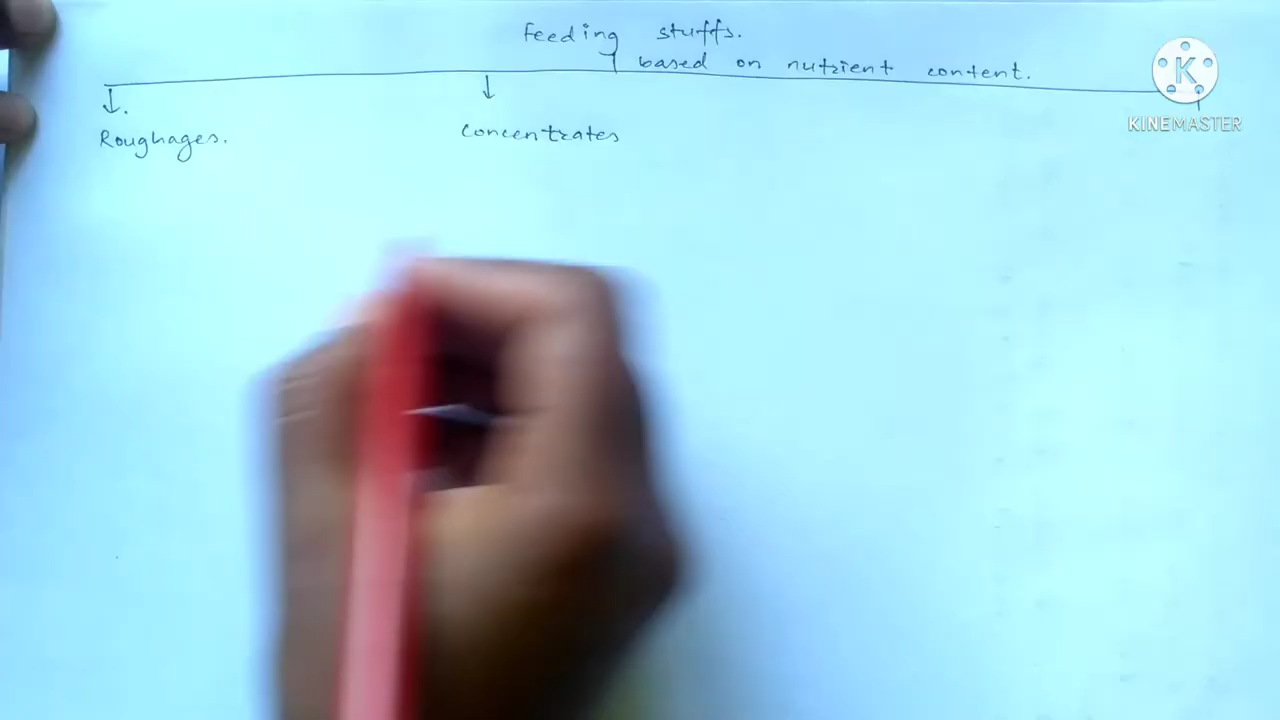 Feeding stuffs.
based on nutrient content.
Roughages.
Concentrates
K
KINEMASTER